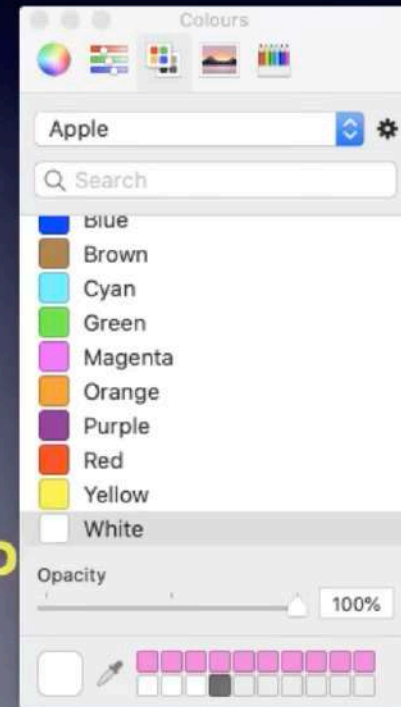 Colours
Apple
Search
Blue
Brown
Cyan
Green
Magenta
Orange
Purple
Red
Yellow
White
Opacity
100%